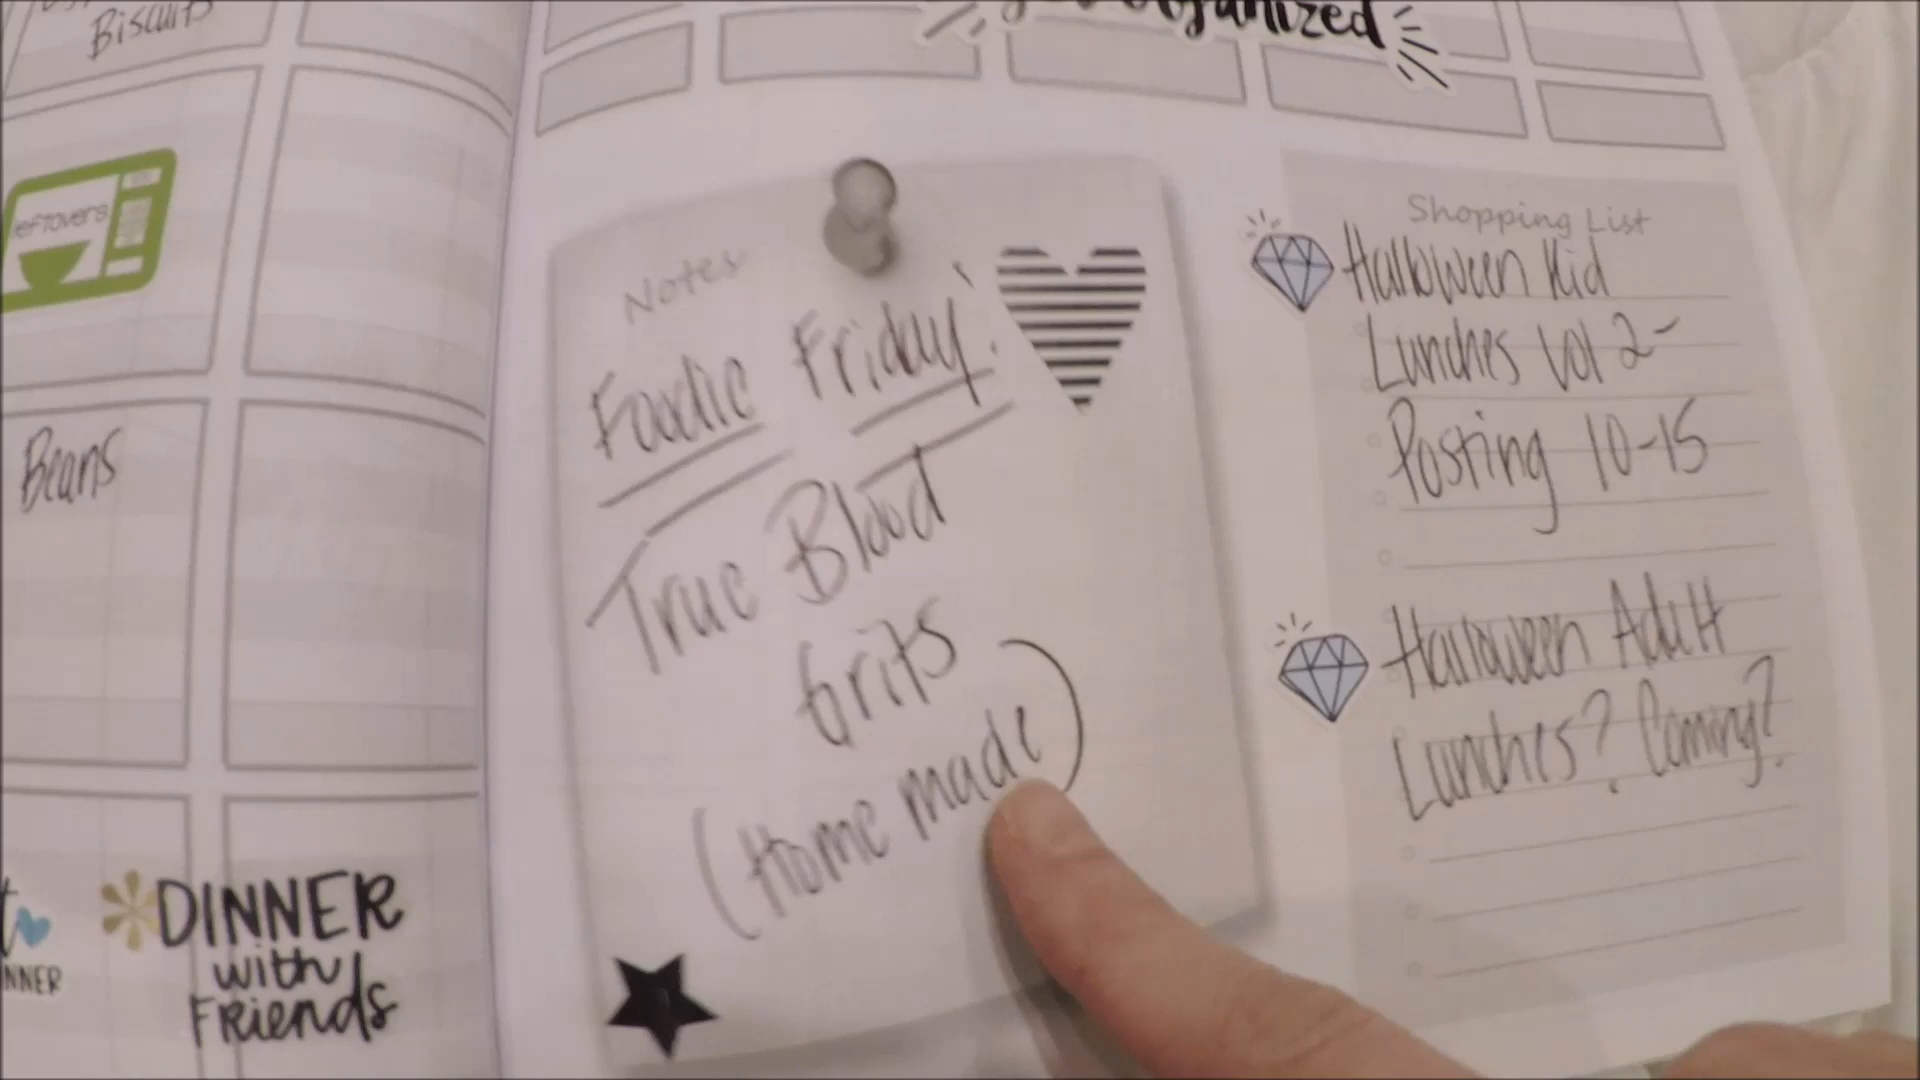 Biscuits
leftovers
Beans
NNER
DINNER
with
Friends
organized
Notes
Foodie Friday!
True Blood
Grits
(Home made)
Shopping List
Halloween Kid
Lunches Vol 2-
Posting 10-15
Halloween Adult
Lunches? Coming?